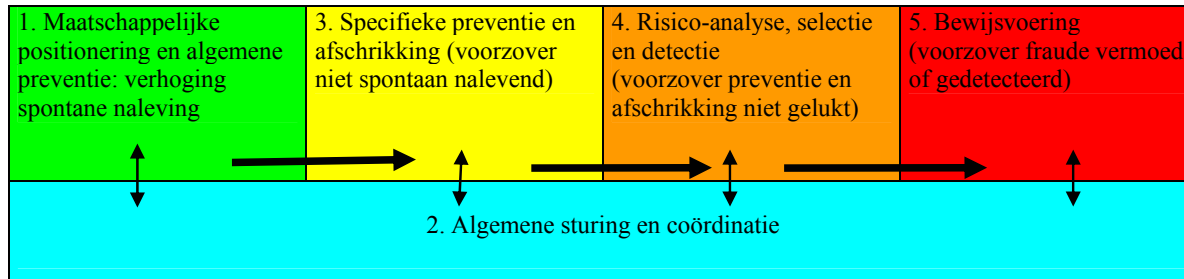 1. Maatschappelijke
positionering en algemene
preventie: verhoging
spontane naleving
3. Specifieke preventie en
afschrikking (voorzover
niet spontaan nalevend)
4. Risico-analyse, selectie
en detectie
(voorzover preventie en
afschrikking niet gelukt)
5. Bewijsvoering
(voorzover fraude vermoed
of gedetecteerd)
2. Algemene sturing en coördinatie